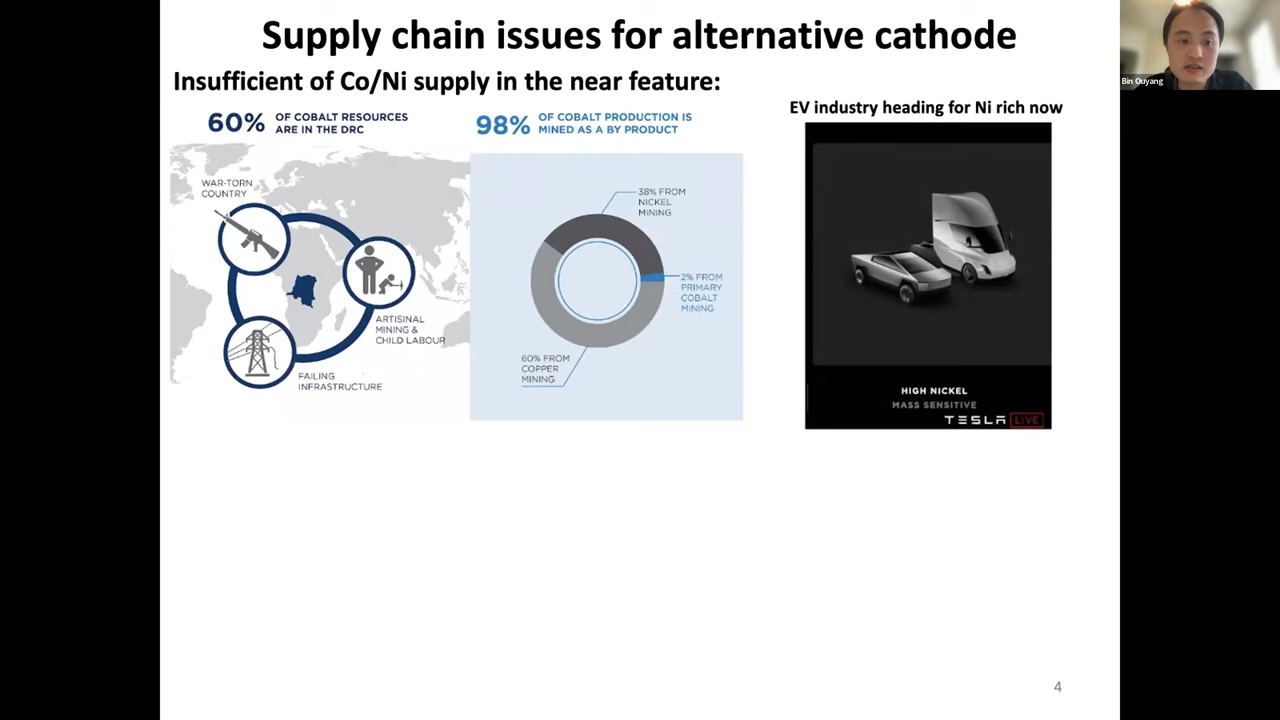 Supply chain issues for alternative cathode
Bin Ouyang
Insufficient of Co/Ni supply in the near feature:
EV industry heading for Ni rich now
60% OF COBALT RESOURCES
ARE IN THE DRC
98% OF COBALT PRODUCTION IS
MINED AS A BY PRODUCT
WAR-TORN
COUNTRY
ARTISINAL
MINING &
CHILD LABOUR
FAILING
INFRASTRUCTURE
38% FROM
NICKEL
MINING
2% FROM
PRIMARY
COBALT
MINING
60% FROM
COPPER
MINING
HIGH NICKEL
MASS SENSITIVE
TESLA LIVE
4